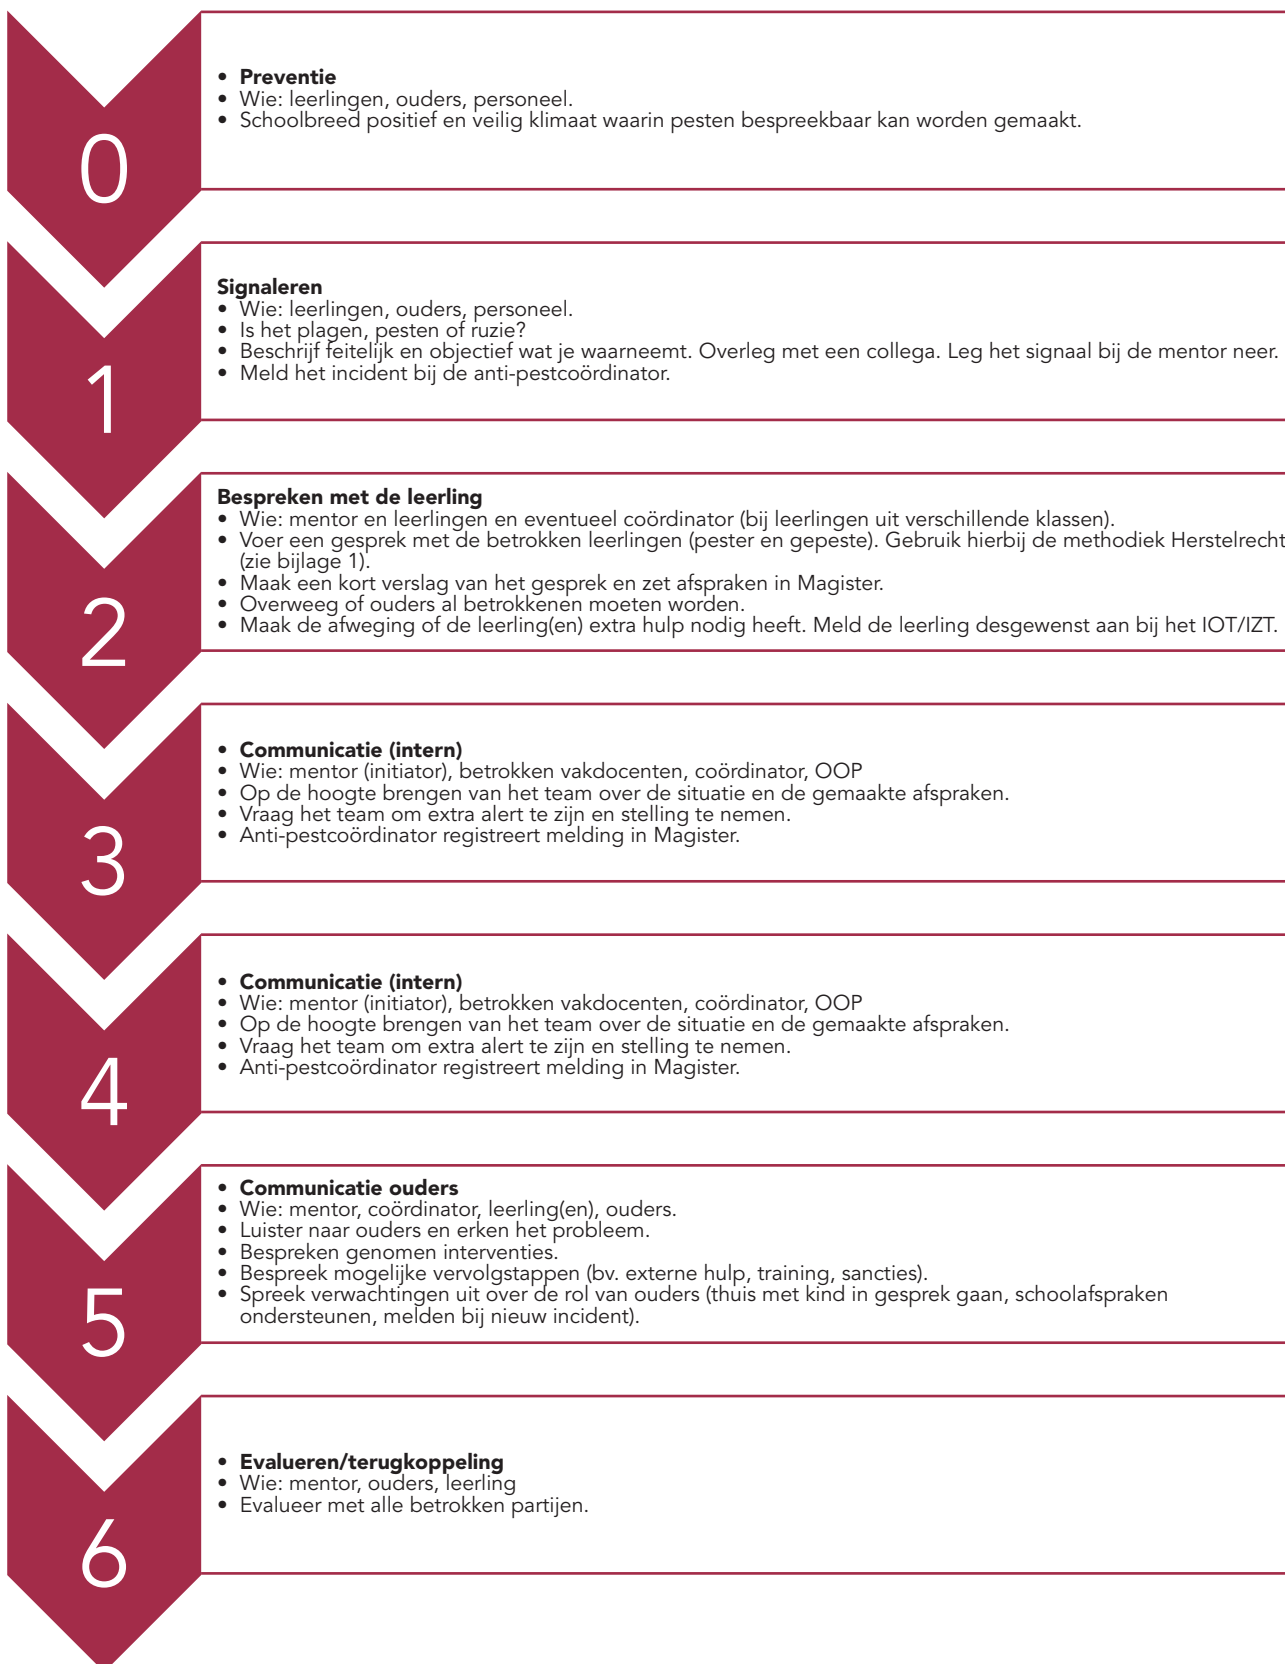 0
• Preventie
• Wie: leerlingen, ouders, personeel.
• Schoolbreed positief en veilig klimaat waarin pesten bespreekbaar kan worden gemaakt.
1
Signaleren
• Wie: leerlingen, ouders, personeel.
• Is het plagen, pesten of ruzie?
• Beschrijf feitelijk en objectief wat je waarneemt. Overleg met een collega. Leg het signaal bij de mentor neer.
• Meld het incident bij de anti-pestcoördinator.
2
Bespreken met de leerling
• Wie: mentor en leerlingen en eventueel coördinator (bij leerlingen uit verschillende klassen).
• Voer een gesprek met de betrokken leerlingen (pester en gepeste). Gebruik hierbij de methodiek Herstelrecht
(zie bijlage 1).
• Maak een kort verslag van het gesprek en zet afspraken in Magister.
• Overweeg of ouders al betrokkenen moeten worden.
• Maak de afweging of de leerling(en) extra hulp nodig heeft. Meld de leerling desgewenst aan bij het IOT/IZT.
3
• Communicatie (intern)
• Wie: mentor (initiator), betrokken vakdocenten, coördinator, OOP
• Op de hoogte brengen van het team over de situatie en de gemaakte afspraken.
• Vraag het team om extra alert te zijn en stelling te nemen.
• Anti-pestcoördinator registreert melding in Magister.
4
• Communicatie (intern)
• Wie: mentor (initiator), betrokken vakdocenten, coördinator, OOP
• Op de hoogte brengen van het team over de situatie en de gemaakte afspraken.
• Vraag het team om extra alert te zijn en stelling te nemen.
• Anti-pestcoördinator registreert melding in Magister.
5
• Communicatie ouders
• Wie: mentor, coördinator, leerling(en), ouders.
• Luister naar ouders en erken het probleem.
• Bespreken genomen interventies.
• Bespreek mogelijke vervolgstappen (bv. externe hulp, training, sancties).
• Spreek verwachtingen uit over de rol van ouders (thuis met kind in gesprek gaan, schoolafspraken
ondersteunen, melden bij nieuw incident).
6
• Evalueren/terugkoppeling
• Wie: mentor, ouders, leerling
• Evalueer met alle betrokken partijen.